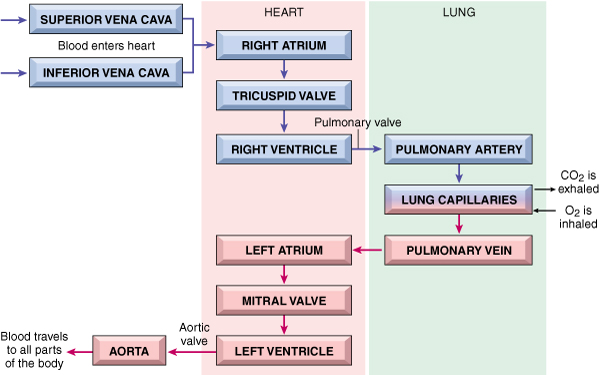 HEART
LUNG
SUPERIOR VENA CAVA
Blood enters heart
INFERIOR VENA CAVA
RIGHT ATRIUM
TRICUSPID VALVE
Pulmonary valve
RIGHT VENTRICLE
PULMONARY ARTERY
LUNG CAPILLARIES
CO2 is
exhaled
O2 is
inhaled
PULMONARY VEIN
LEFT ATRIUM
MITRAL VALVE
LEFT VENTRICLE
Aortic
valve
AORTA
Blood travels
to all parts
of the body